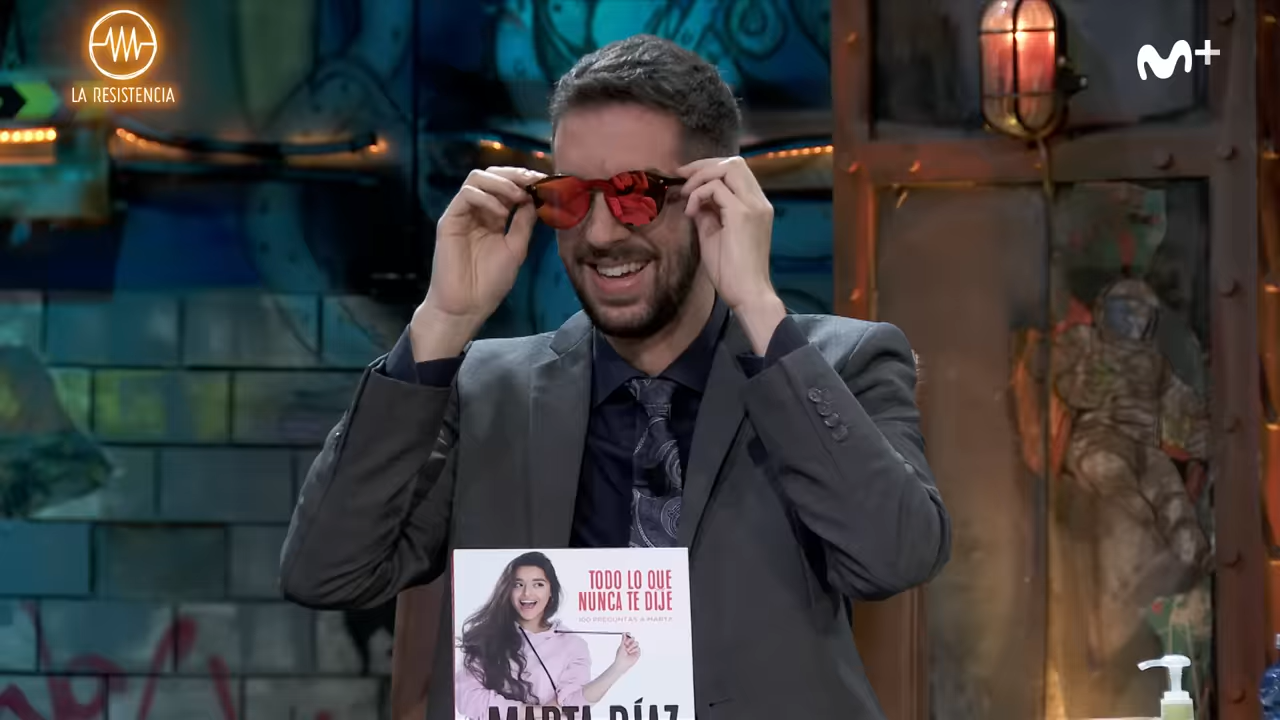 LA RESISTENCIA
M+
TODO LO QUE
NUNCA TE DIJE
100 PREGUNTAS A MARTA
MARTA DÍAZ